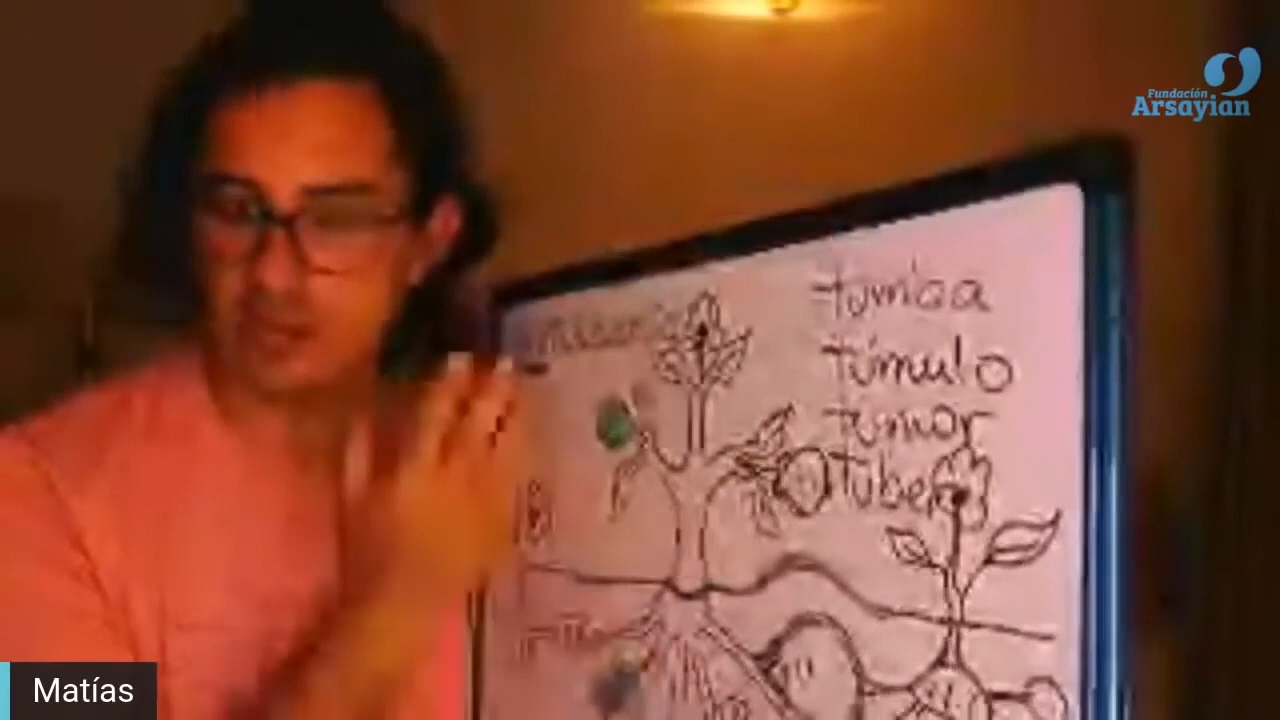 Fundación
Arsayian
tumba
túmulo
tumor
tuber
Matías